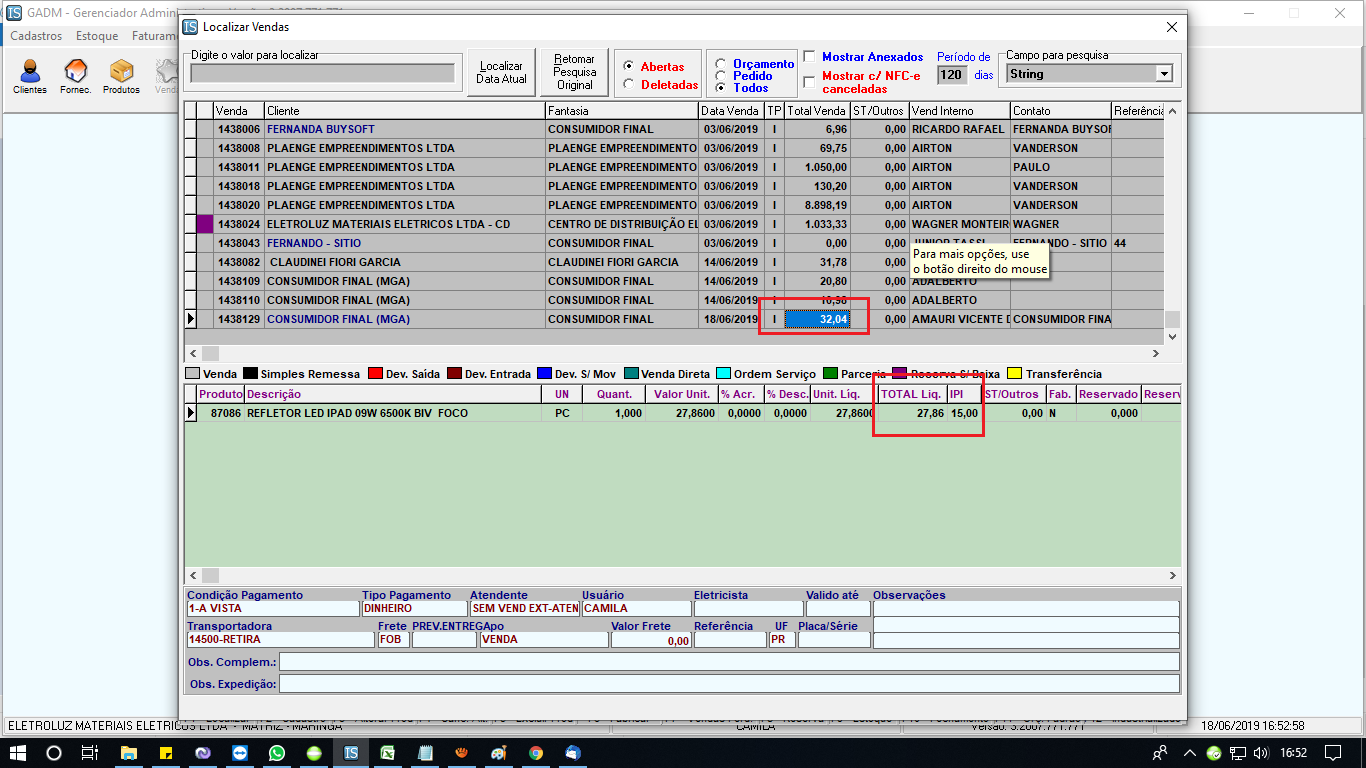 GADM - Gerenciador Admini
Localizar Vendas
Cadastros Estoque Faturam
Clientes Fornec. Produtos Venda
Digite o valor para localizar
Localizar Data Atual
Retomar Pesquisa Original
Abertas
Deletadas
Orçamento
Pedido
Todos
Mostrar Anexados
Mostrar c/ NFC-e canceladas
Período de
120 dias
Campo para pesquisa
String
Venda Cliente Fantasia Data Venda TP Total Venda ST/Outros Vend Interno Contato Referência
1438006 FERNANDA BUYSOFT CONSUMIDOR FINAL 03/06/2019 I 6,96 0,00 RICARDO RAFAEL FERNANDA BUYSOF
1438008 PLAENGE EMPREENDIMENTOS LTDA PLAENGE EMPREENDIMENTO 03/06/2019 I 69,75 0,00 AIRTON VANDERSON
1438011 PLAENGE EMPREENDIMENTOS LTDA PLAENGE EMPREENDIMENTO 03/06/2019 I 1.050,00 0,00 AIRTON PAULO
1438018 PLAENGE EMPREENDIMENTOS LTDA PLAENGE EMPREENDIMENTO 03/06/2019 I 130,20 0,00 AIRTON VANDERSON
1438020 PLAENGE EMPREENDIMENTOS LTDA PLAENGE EMPREENDIMENTO 03/06/2019 I 8.898,19 0,00 AIRTON VANDERSON
1438024 ELETROLUZ MATERIAIS ELETRICOS LTDA - CD CENTRO DE DISTRIBUIÇÃO EL 03/06/2019 I 1.033,33 0,00 WAGNER MONTEIR WAGNER
1438043 FERNANDO - SITIO CONSUMIDOR FINAL 03/06/2019 I 0,00 0,00 JUNIOR TASSI FERNANDO - SITIO 44
1438082 CLAUDINEI FIORI GARCIA CLAUDINEI FIORI GARCIA 14/06/2019 I 31,78 0,00
Para mais opções, use
o botão direito do mouse
1438109 CONSUMIDOR FINAL (MGA) CONSUMIDOR FINAL 14/06/2019 I 20,80 0,00 ADALBERTO
1438110 CONSUMIDOR FINAL (MGA) CONSUMIDOR FINAL 14/06/2019 I 10,98 0,00 ADALBERTO
1438129 CONSUMIDOR FINAL (MGA) CONSUMIDOR FINAL 18/06/2019 I 32,04 0,00 AMAURI VICENTE D CONSUMIDOR FINA
Venda Simples Remessa Dev. Saída Dev. Entrada Dev. S/ Mov Venda Direta Ordem Serviço Parceria Reserva S/ Baixa Transferência
Produto Descrição UN Quant. Valor Unit. % Acr. % Desc. Unit. Líq. TOTAL Liq. IPI ST/Outros Fab. Reservado Reserv
87086 REFLETOR LED IPAD 09W 6500K BIV FOCO PC 1,000 27,8600 0,0000 0,0000 27,8600 27,86 15,00 0,00 N 0,000
Condição Pagamento Tipo Pagamento Atendente Usuário Eletricista Valido até Observações
1-A VISTA DINHEIRO SEM VEND EXT-ATEN CAMILA
Transportadora Frete PREV.ENTREG Apo Valor Frete Referência UF Placa/Série
14500-RETIRA FOB VENDA 0,00 PR
Obs. Complem.:
Obs. Expedição:
ELETROLUZ MATERIAIS ELETRICOS LTDA - MATRIZ - MARINGA CAMILA Versão: 3.2007.771.771 18/06/2019 16:52:58
16:52